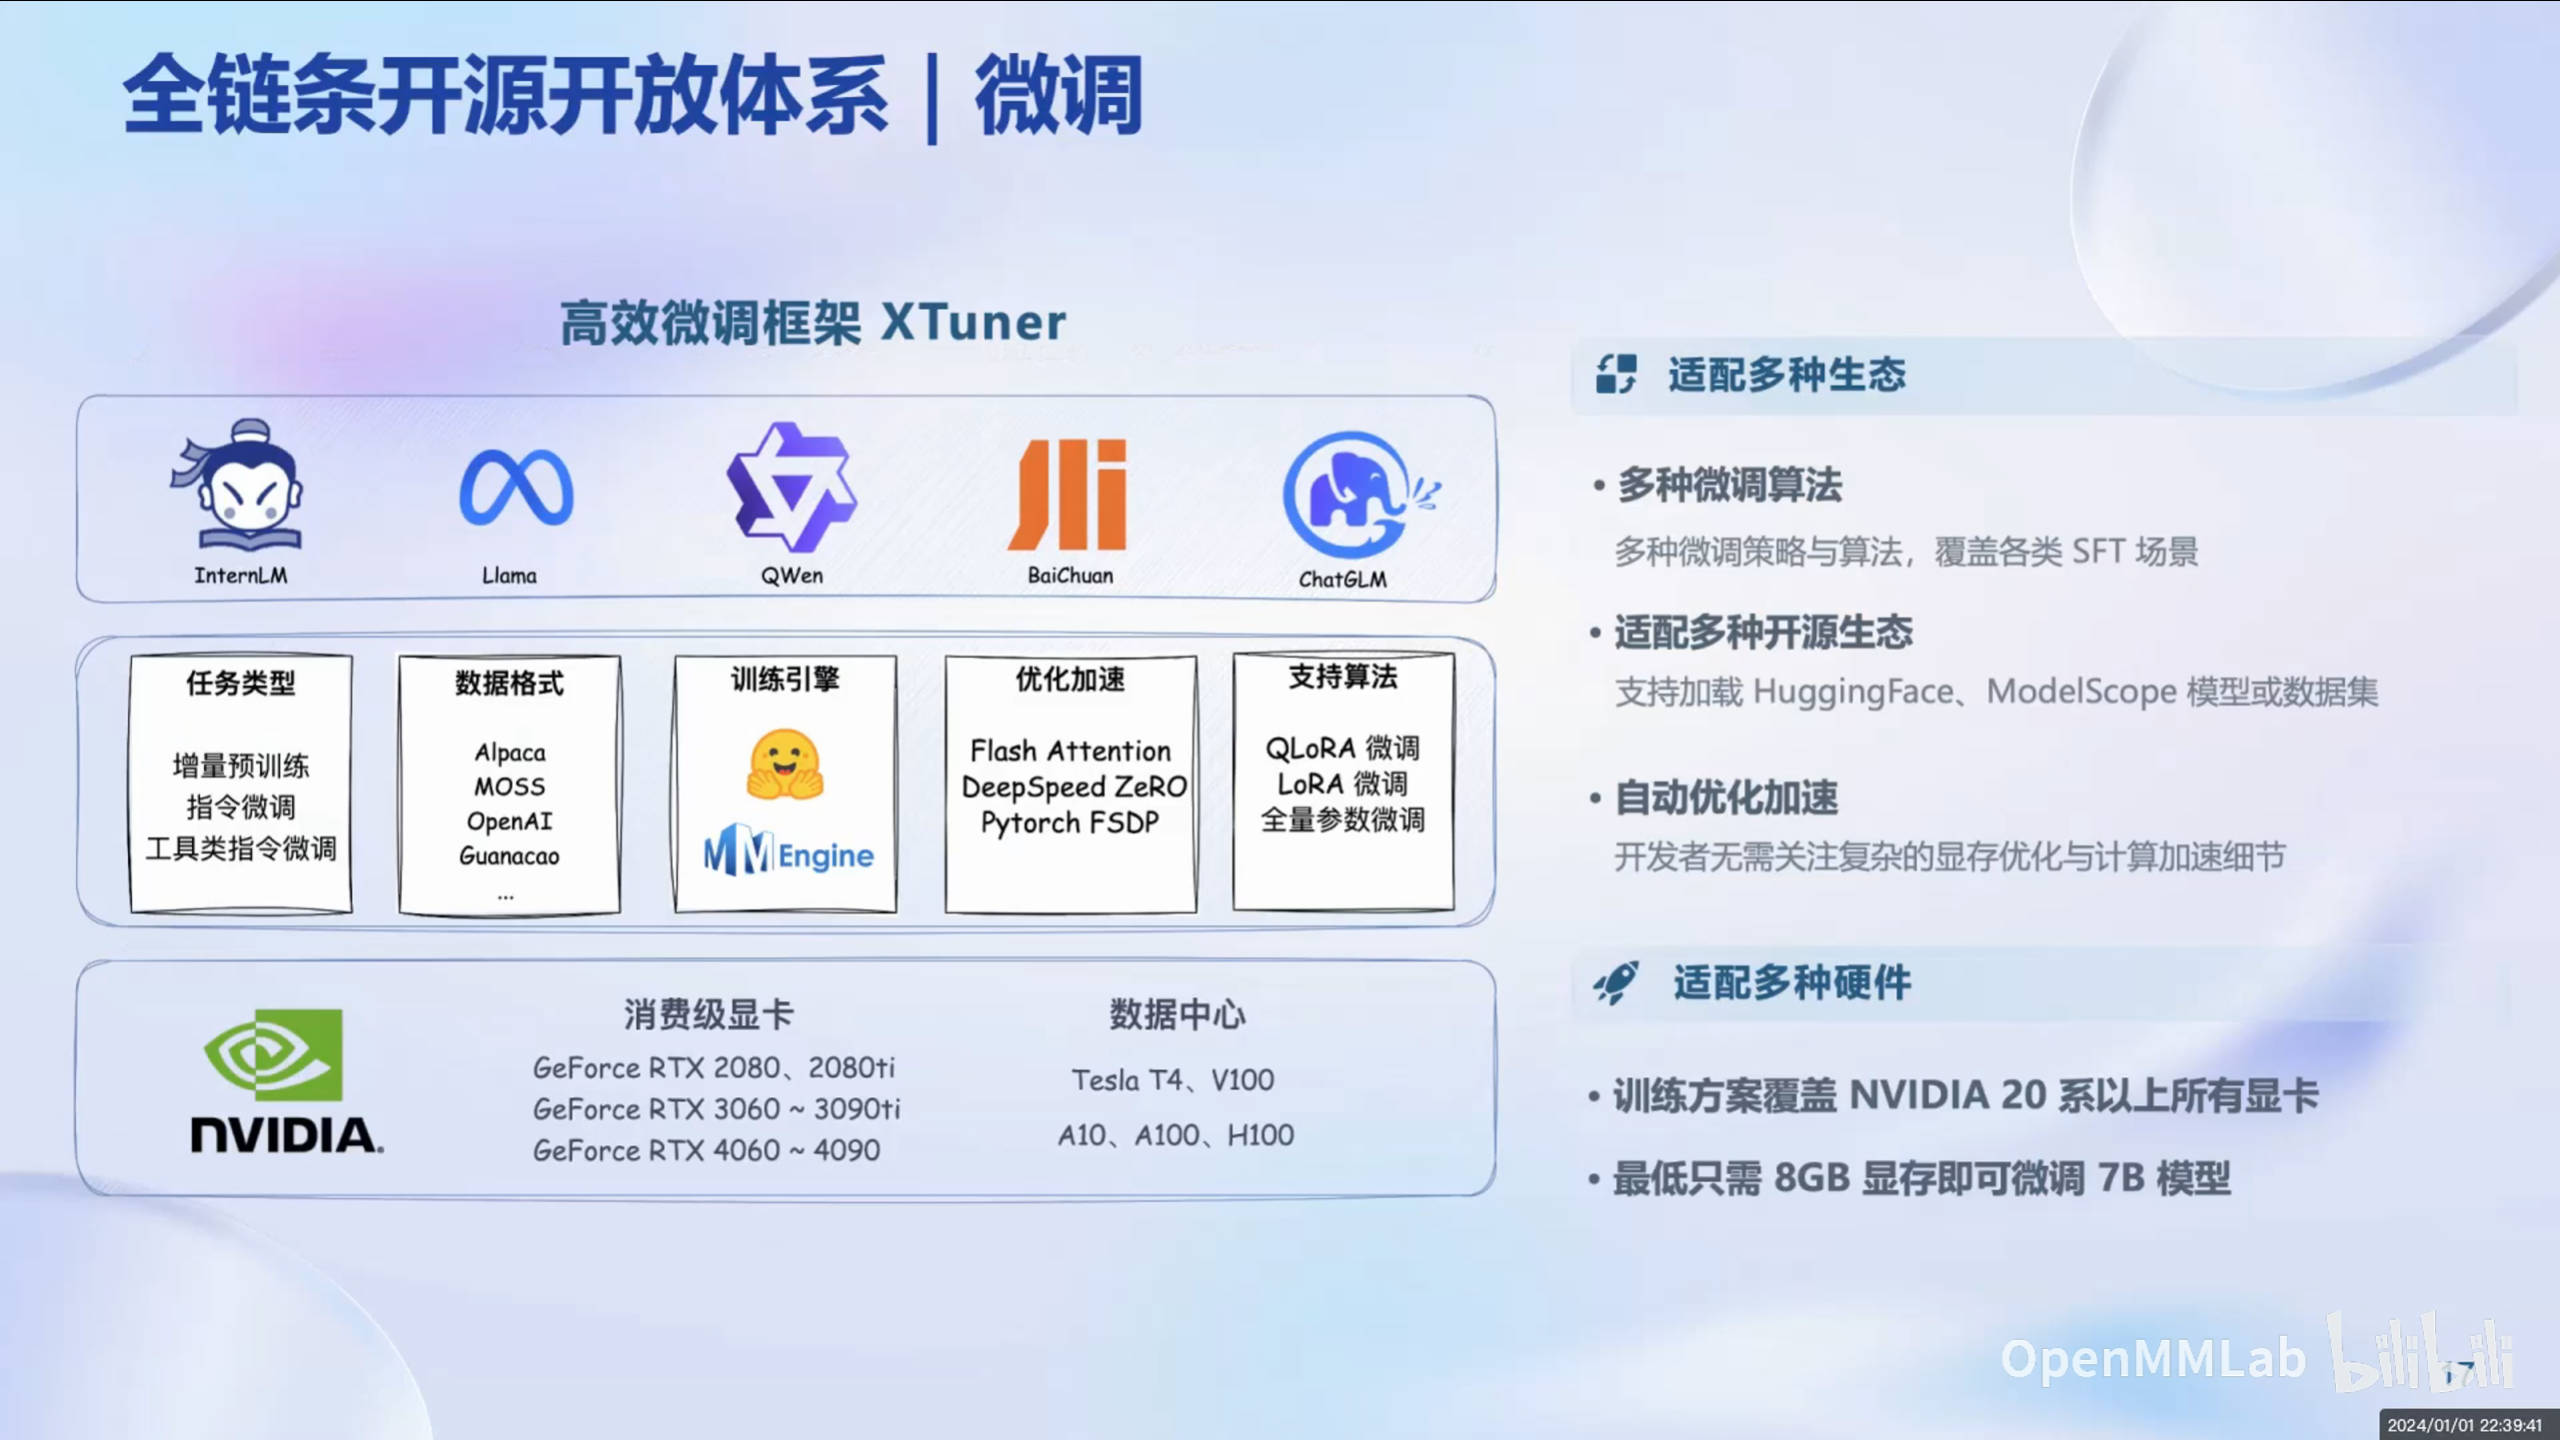 全链条开源开放体系 | 微调
高效微调框架 XTuner
InternLM
Llama
QWen
BaiChuan
ChatGLM
任务类型
增量预训练
指令微调
工具类指令微调
数据格式
Alpaca
MOSS
OpenAI
Guanacao
...
训练引擎
MMEngine
优化加速
Flash Attention
DeepSpeed ZeRO
Pytorch FSDP
支持算法
QLoRA 微调
LoRA 微调
全量参数微调
NVIDIA.
消费级显卡
GeForce RTX 2080、2080ti
GeForce RTX 3060 ~ 3090ti
GeForce RTX 4060 ~ 4090
数据中心
Tesla T4、V100
A10、A100、H100
适配多种生态
• 多种微调算法
多种微调策略与算法，覆盖各类 SFT 场景
• 适配多种开源生态
支持加载 HuggingFace、ModelScope 模型或数据集
• 自动优化加速
开发者无需关注复杂的显存优化与计算加速细节
适配多种硬件
• 训练方案覆盖 NVIDIA 20 系以上所有显卡
• 最低只需 8GB 显存即可微调 7B 模型
OpenMMLab bilibili
17
2024/01/01 22:39:41